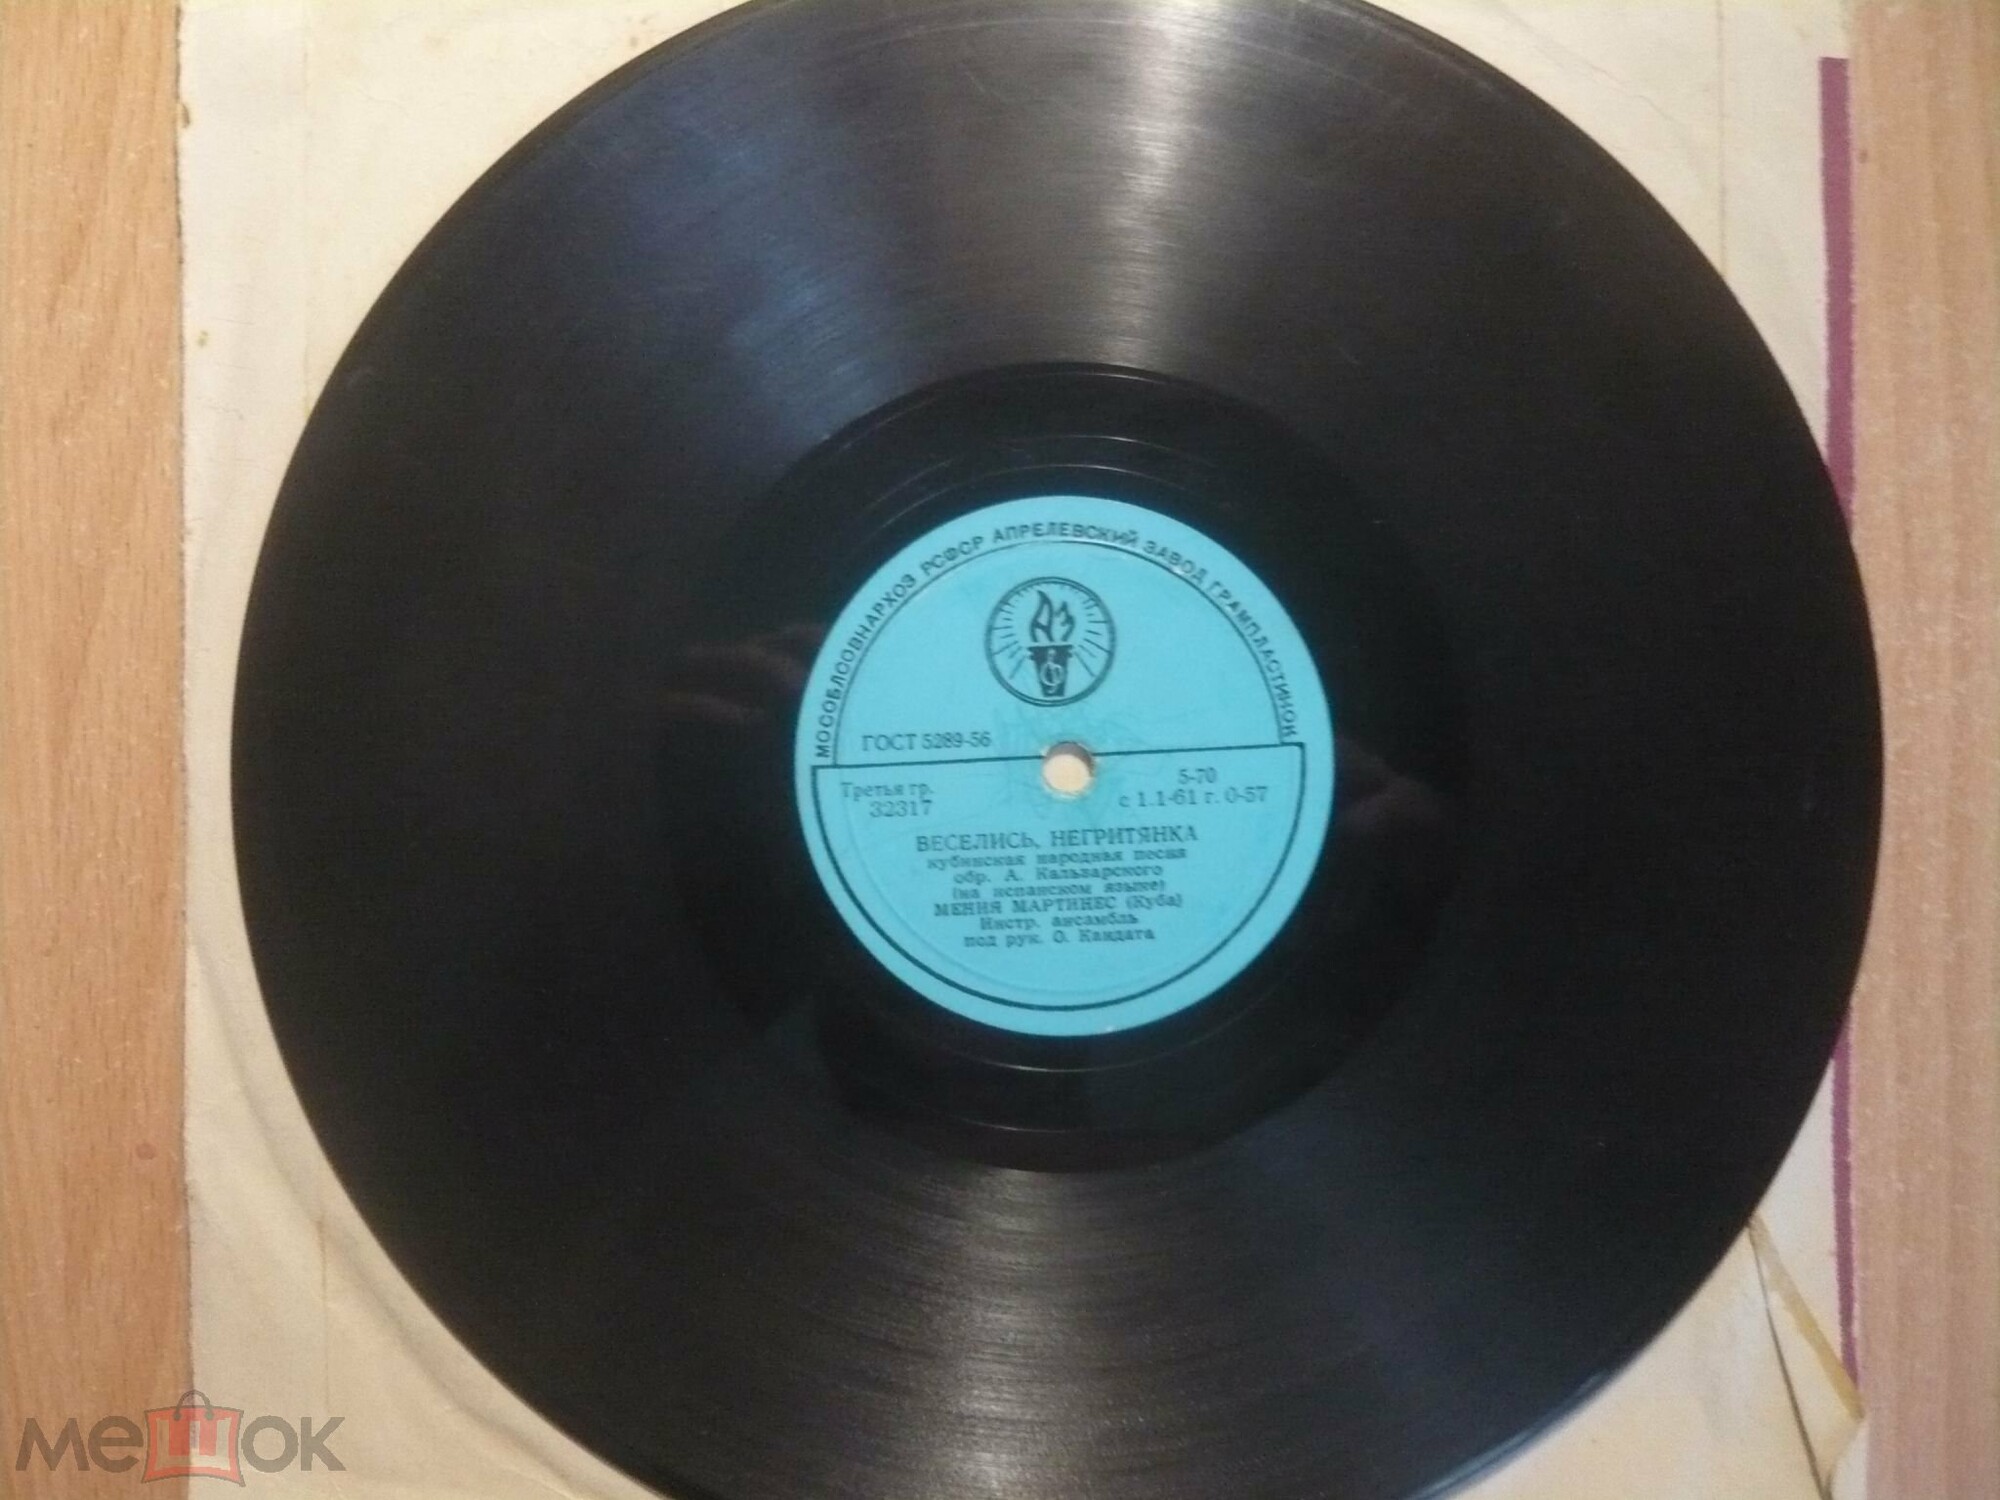 МОСОБЛСОВНАРХОЗ РСФСР АПРЕЛЕВСКИЙ ЗАВОД ГРАМПЛАСТИНОК
АЗ
ГОСТ 5289-56
Третья гр.
32317
5-70
с 1.1-61 г. 0-57
ВЕСЕЛИСЬ, НЕГРИТЯНКА
кубинская народная песня
обр. А. Кальварского
(на испанском языке)
МЕНИЯ МАРТИНЕС (Куба)
Инстр. ансамбль
под рук. О. Кандата
мешок